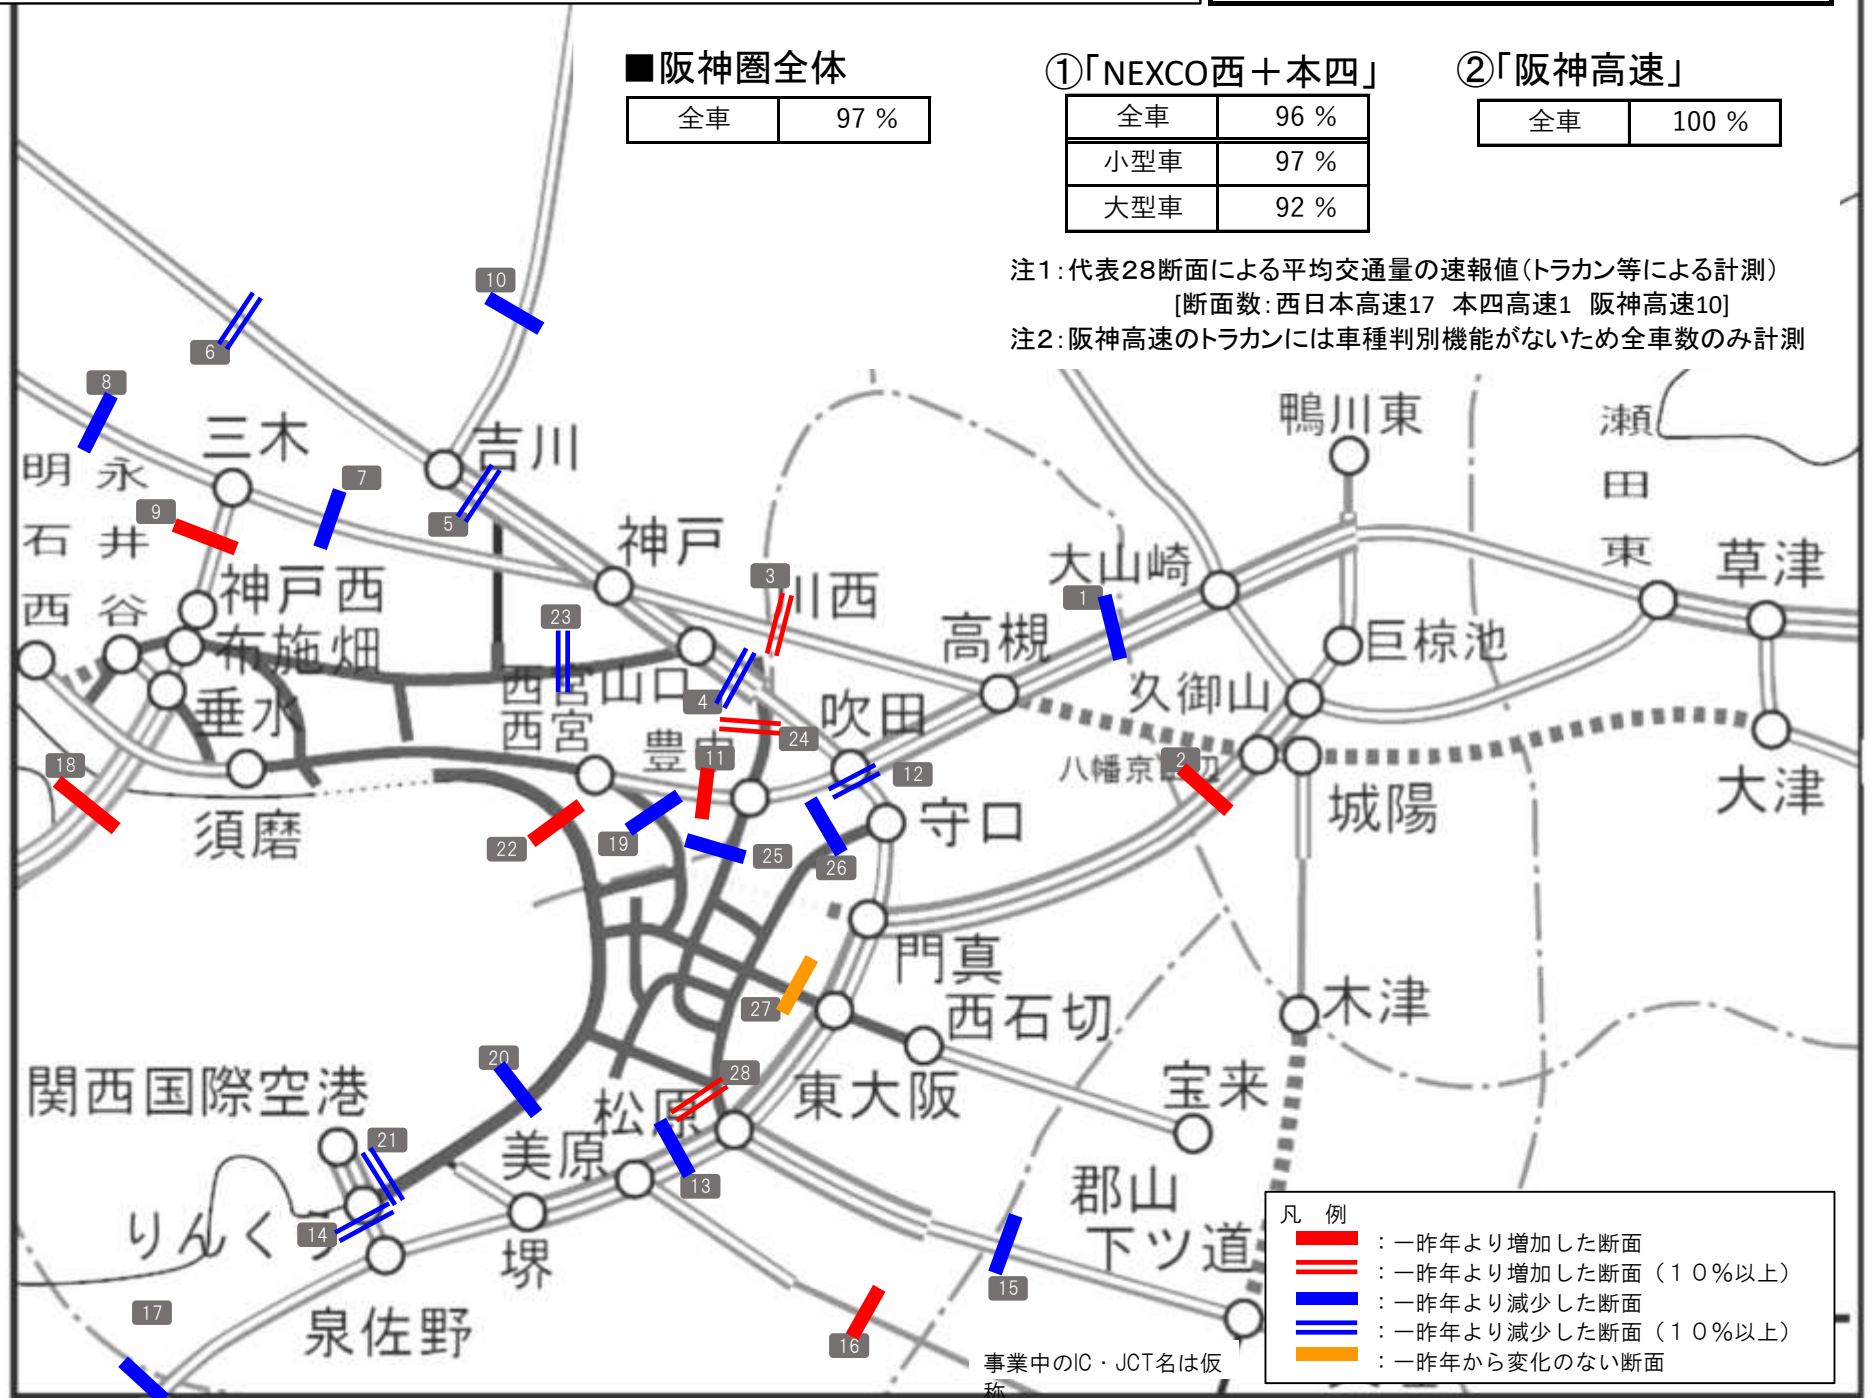 ■阪神圏全体
全車 97 %
①「NEXCO西＋本四」
全車 96 %
小型車 97 %
大型車 92 %
②「阪神高速」
全車 100 %
注1：代表28断面による平均交通量の速報値（トラカン等による計測）
[断面数：西日本高速17 本四高速1 阪神高速10]
注2：阪神高速のトラカンには車種判別機能がないため全車数のみ計測
10
6
8
三木
吉川
鴨川東
瀬田東
明石西
永井谷
7
9
5
神戸
大山崎
草津
神戸西
3
川西
1
23
布施畑
高槻
巨椋池
西宮山口
4
久御山
垂水
西宮
吹田
24
豊中
11
12
八幡京田辺
2
18
大津
須磨
守口
城陽
22
19
25
26
門真
27
西石切
木津
20
関西国際空港
28
松原
東大阪
宝来
21
美原
13
郡山
下ツ道
14
りんくう
堺
15
17
泉佐野
16
事業中のIC・JCT名は仮
称
凡 例
：一昨年より増加した断面
：一昨年より増加した断面（１０％以上）
：一昨年より減少した断面
：一昨年より減少した断面（１０％以上）
：一昨年から変化のない断面